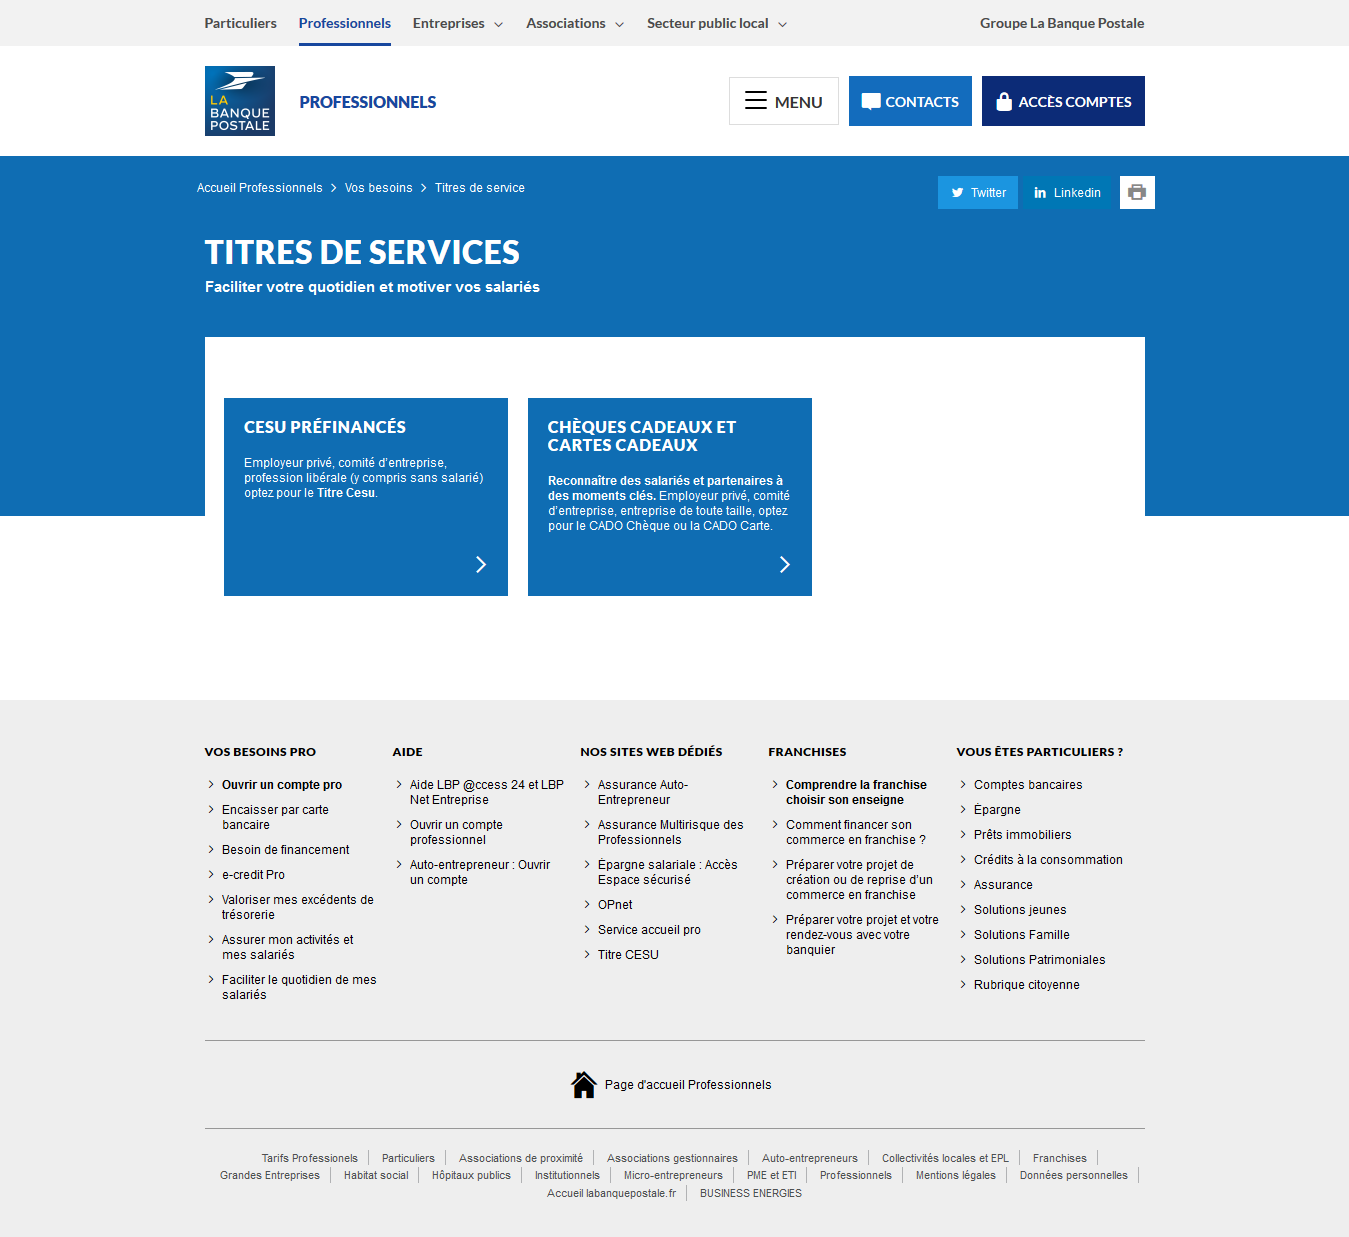 Particuliers Professionnels Entreprises Associations Secteur public local Groupe La Banque Postale
LA
BANQUE
POSTALE
PROFESSIONNELS
MENU
CONTACTS
ACCÈS COMPTES
Accueil Professionnels Vos besoins Titres de service
Twitter
Linkedin
TITRES DE SERVICES
Faciliter votre quotidien et motiver vos salariés
CESU PRÉFINANCÉS
Employeur privé, comité d'entreprise,
profession libérale (y compris sans salarié)
optez pour le Titre Cesu.
CHÈQUES CADEAUX ET
CARTES CADEAUX
Reconnaître des salariés et partenaires à
des moments clés. Employeur privé, comité
d'entreprise, entreprise de toute taille, optez
pour le CADO Chèque ou la CADO Carte.
VOS BESOINS PRO
Ouvrir un compte pro
Encaisser par carte
bancaire
Besoin de financement
e-credit Pro
Valoriser mes excédents de
trésorerie
Assurer mon activités et
mes salariés
Faciliter le quotidien de mes
salariés
AIDE
Aide LBP @ccess 24 et LBP
Net Entreprise
Ouvrir un compte
professionnel
Auto-entrepreneur : Ouvrir
un compte
NOS SITES WEB DÉDIÉS
Assurance Auto-
Entrepreneur
Assurance Multirisque des
Professionnels
Épargne salariale : Accès
Espace sécurisé
OPnet
Service accueil pro
Titre CESU
FRANCHISES
Comprendre la franchise
choisir son enseigne
Comment financer son
commerce en franchise ?
Préparer votre projet de
création ou de reprise d'un
commerce en franchise
Préparer votre projet et votre
rendez-vous avec votre
banquier
VOUS ÊTES PARTICULIERS ?
Comptes bancaires
Épargne
Prêts immobiliers
Crédits à la consommation
Assurance
Solutions jeunes
Solutions Famille
Solutions Patrimoniales
Rubrique citoyenne
Page d'accueil Professionnels
Tarifs Professionels Particuliers Associations de proximité Associations gestionnaires Auto-entrepreneurs Collectivités locales et EPL Franchises
Grandes Entreprises Habitat social Hôpitaux publics Institutionnels Micro-entrepreneurs PME et ETI Professionnels Mentions légales Données personnelles
Accueil labanquepostale.fr BUSINESS ENERGIES